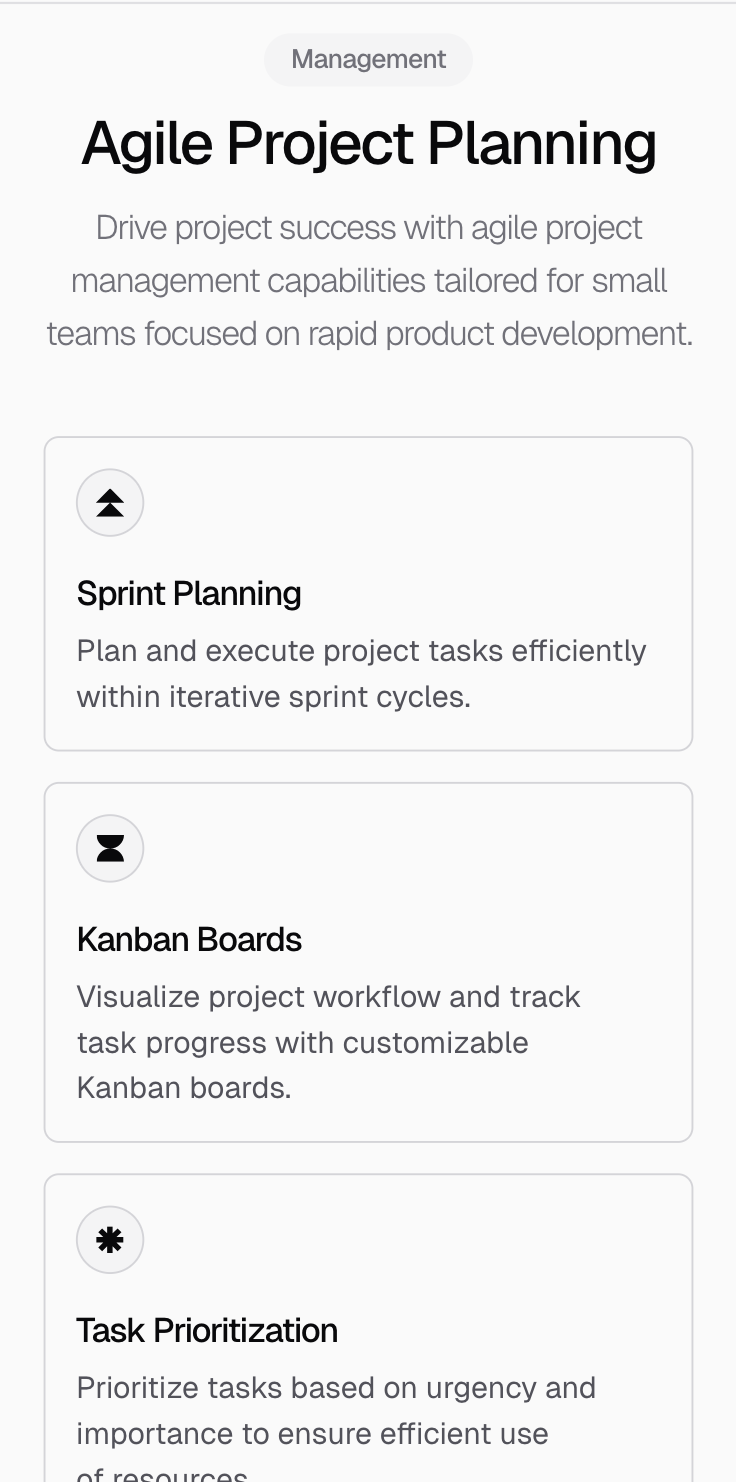 Management
Agile Project Planning
Drive project success with agile project
management capabilities tailored for small
teams focused on rapid product development.
Sprint Planning
Plan and execute project tasks efficiently
within iterative sprint cycles.
Kanban Boards
Visualize project workflow and track
task progress with customizable
Kanban boards.
Task Prioritization
Prioritize tasks based on urgency and
importance to ensure efficient use
of resources.